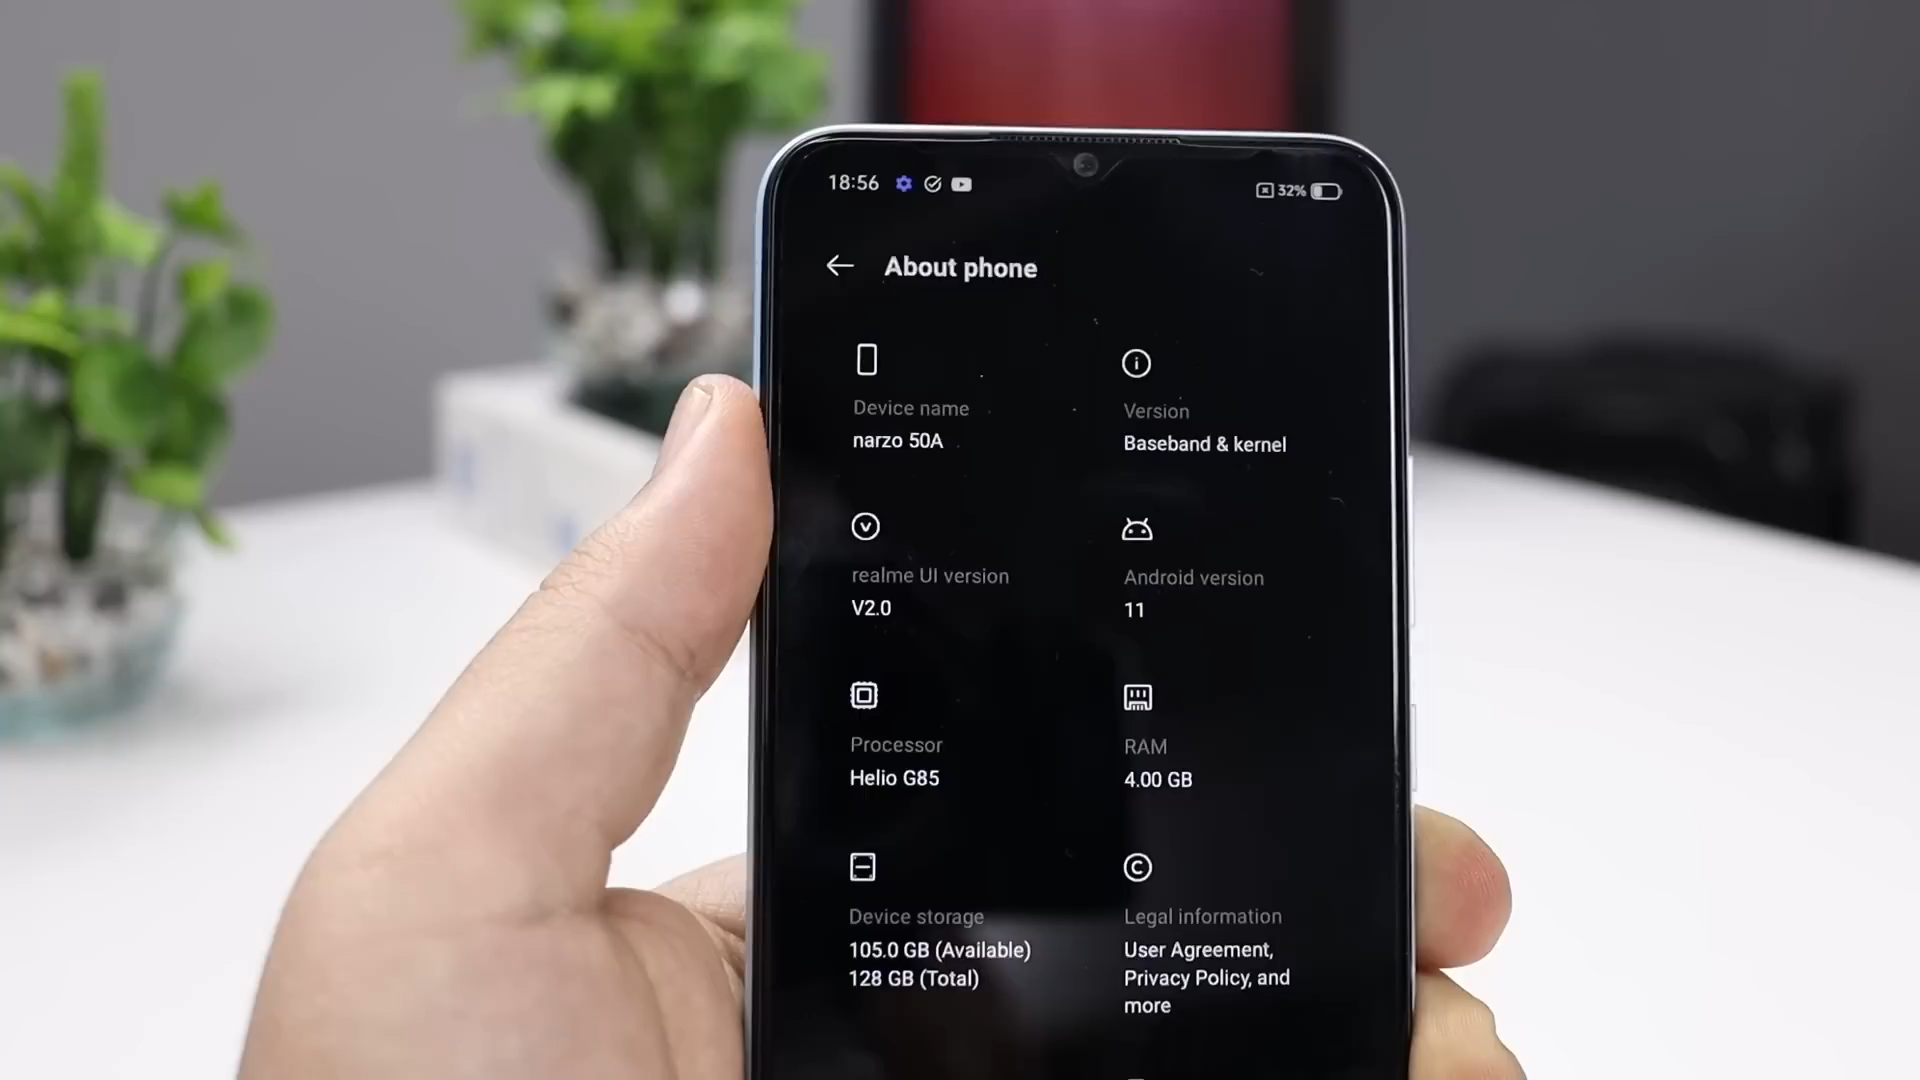 18:56 32%
About phone
Device name
narzo 50A
Version
Baseband & kernel
realme UI version
V2.0
Android version
11
Processor
Helio G85
RAM
4.00 GB
Device storage
105.0 GB (Available)
128 GB (Total)
Legal information
User Agreement,
Privacy Policy, and
more